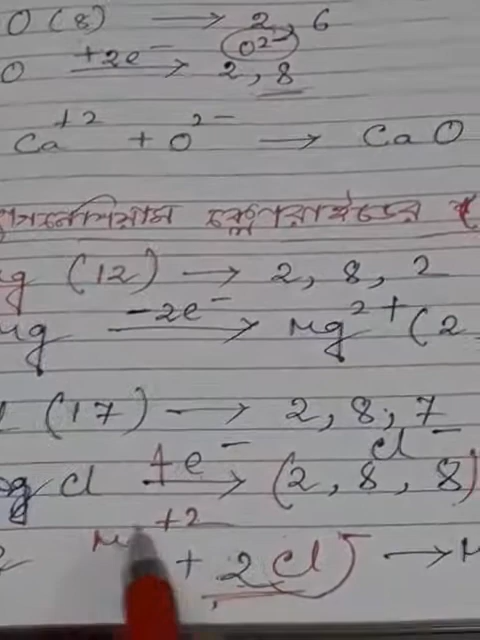 O (8) → 2, 6
O +2e⁻ → 2, 8 O²⁻
Ca⁺² + O²⁻ → CaO
ম্যাগনেশিয়াম ক্লোরাইডের
Mg (12) → 2, 8, 2
Mg −2e⁻ → Mg²⁺ (2
(17) → 2, 8, 7
Cl +e⁻ → (2, 8, 8) Cl⁻
+2 + 2Cl → M